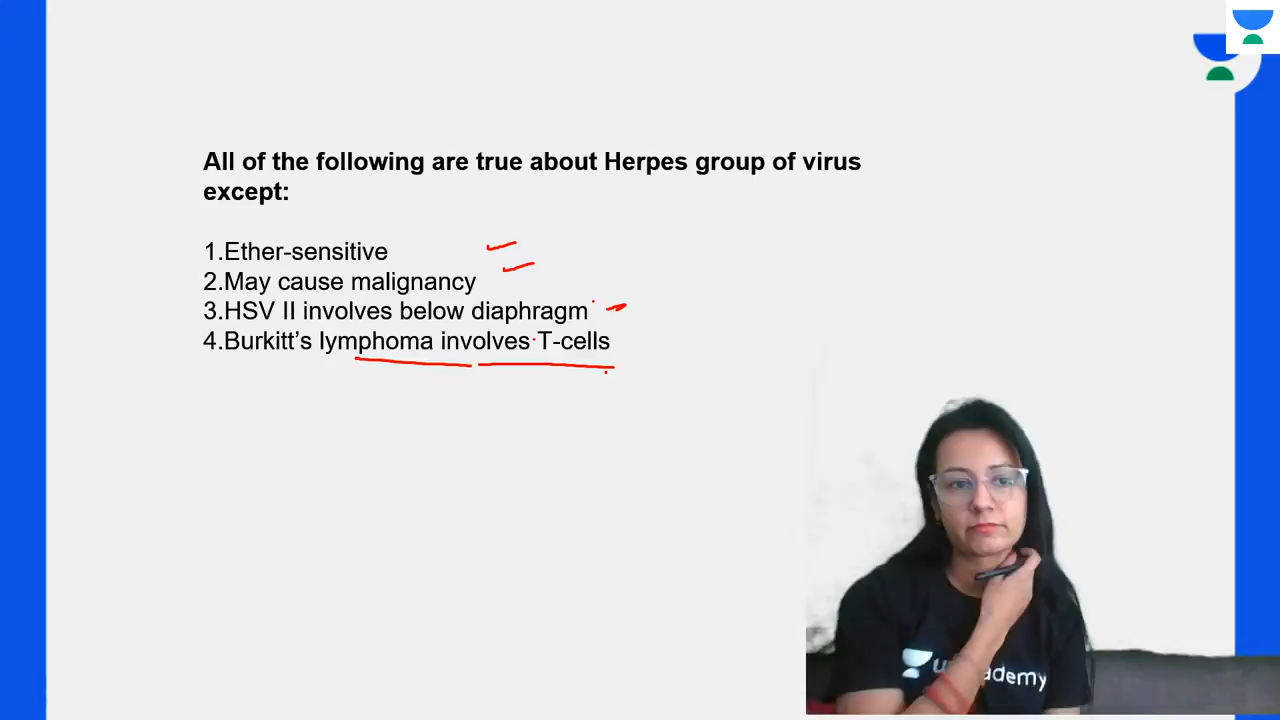 All of the following are true about Herpes group of virus
except:
1.Ether-sensitive
2.May cause malignancy
3.HSV II involves below diaphragm
4.Burkitt’s lymphoma involves T-cells